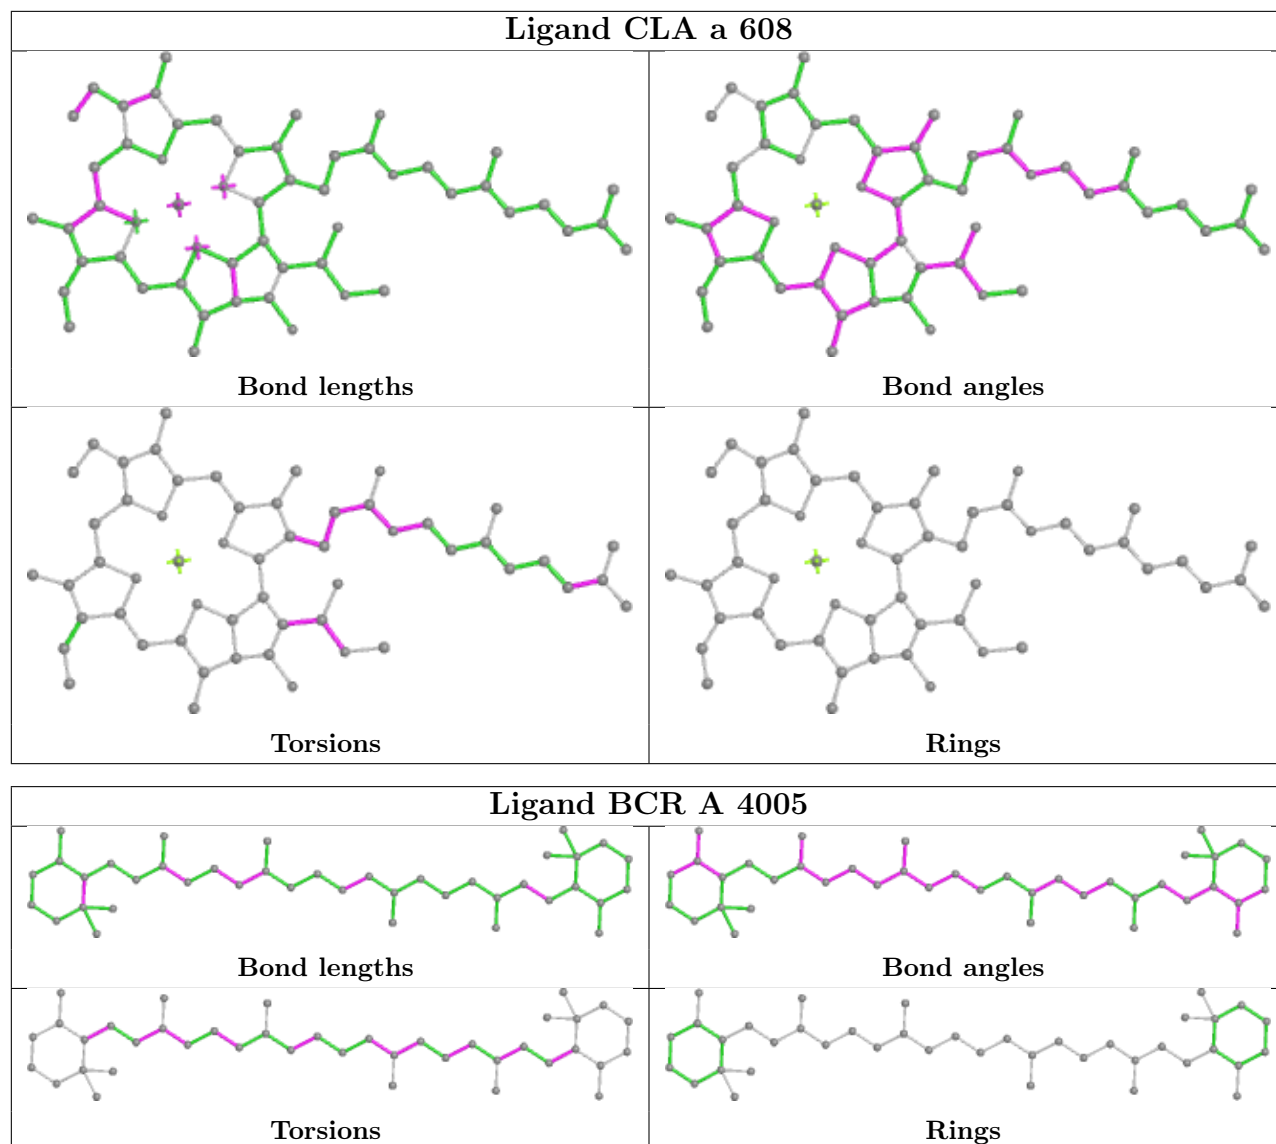 Ligand CLA a 608
Bond lengths
Bond angles
Torsions
Rings
Ligand BCR A 4005
Bond lengths
Bond angles
Torsions
Rings